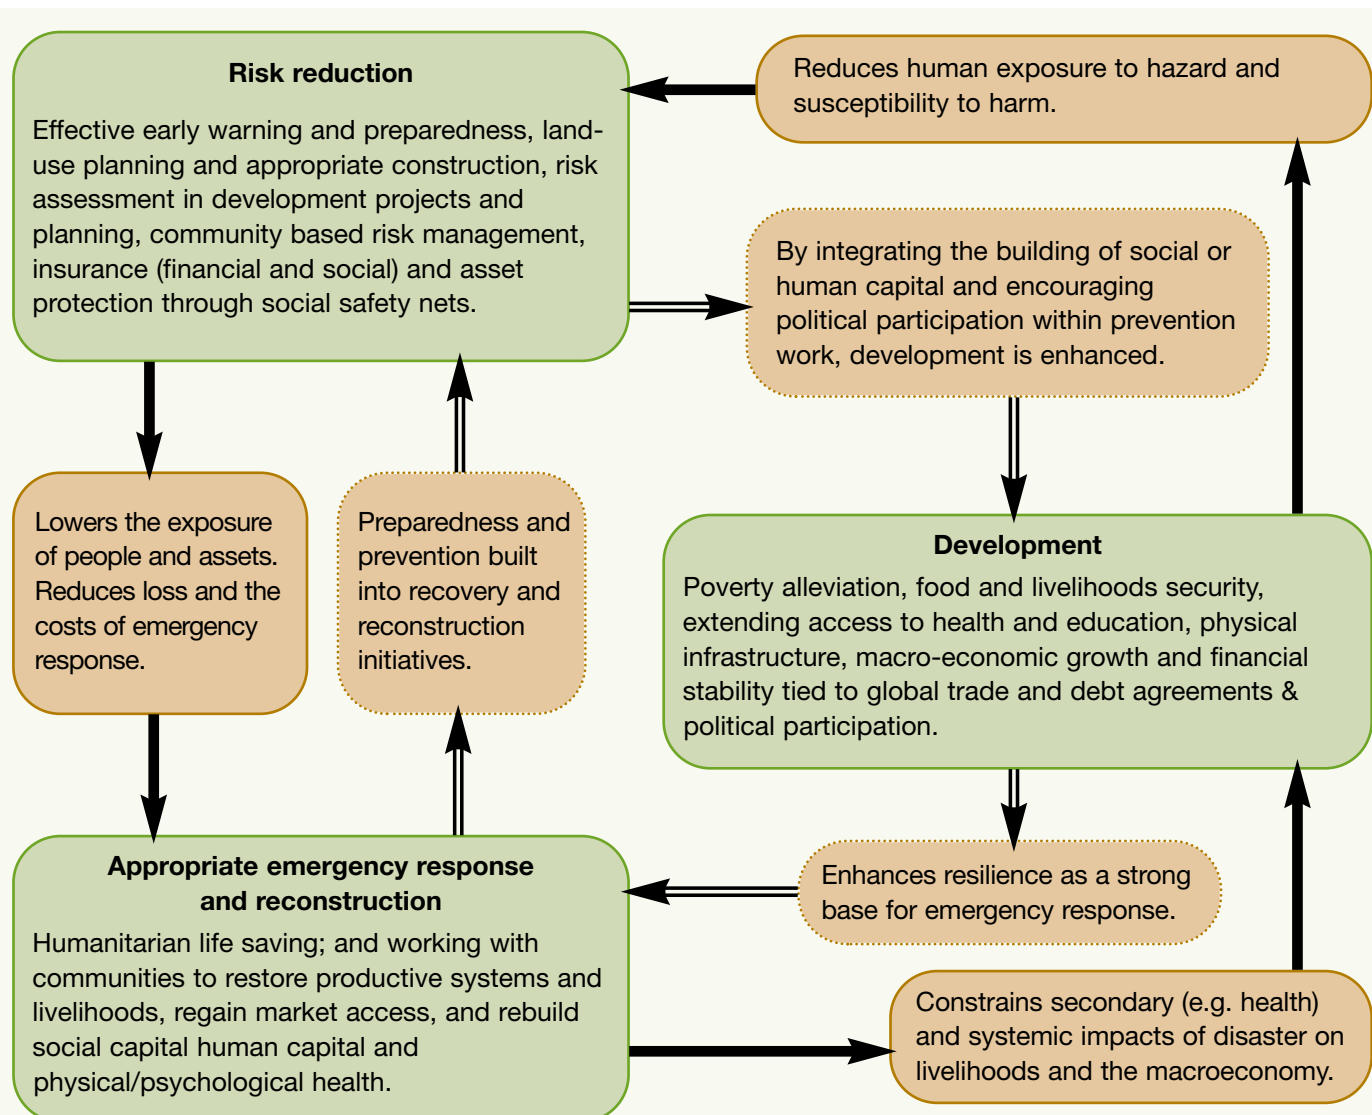 Risk reduction
Effective early warning and preparedness, land-
use planning and appropriate construction, risk
assessment in development projects and
planning, community based risk management,
insurance (financial and social) and asset
protection through social safety nets.
Reduces human exposure to hazard and
susceptibility to harm.
By integrating the building of social or
human capital and encouraging
political participation within prevention
work, development is enhanced.
Lowers the exposure
of people and assets.
Reduces loss and the
costs of emergency
response.
Preparedness and
prevention built
into recovery and
reconstruction
initiatives.
Development
Poverty alleviation, food and livelihoods security,
extending access to health and education, physical
infrastructure, macro-economic growth and financial
stability tied to global trade and debt agreements &
political participation.
Appropriate emergency response
and reconstruction
Humanitarian life saving; and working with
communities to restore productive systems and
livelihoods, regain market access, and rebuild
social capital human capital and
physical/psychological health.
Enhances resilience as a strong
base for emergency response.
Constrains secondary (e.g. health)
and systemic impacts of disaster on
livelihoods and the macroeconomy.